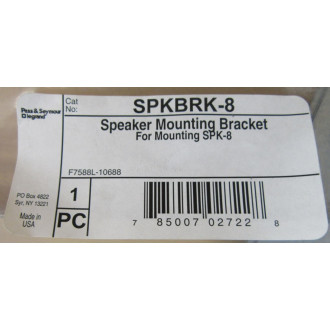 Pass & Seymour
legrand
Cat
No:
SPKBRK-8
Speaker Mounting Bracket
For Mounting SPK-8
F7588L-10688
PO Box 4822
Syr, NY 13221
Made in
USA
1
PC
7 85007 02722 8